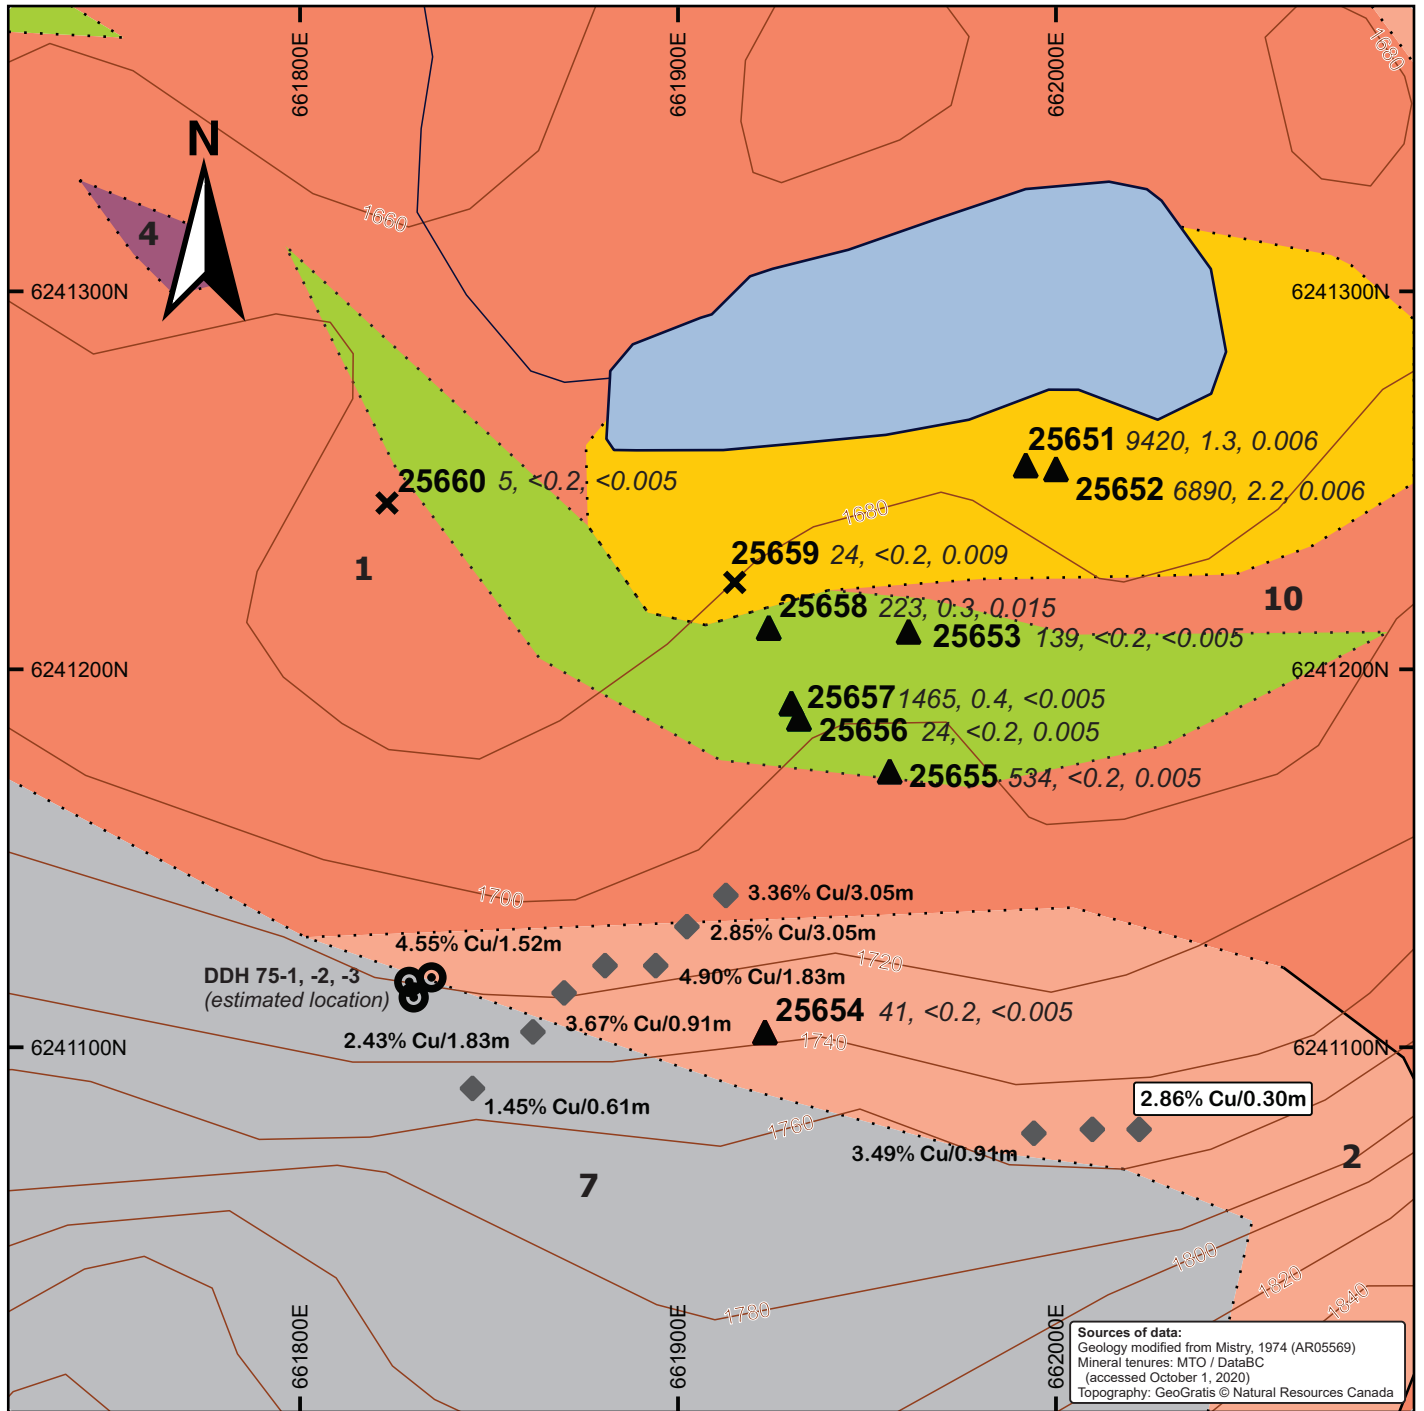 661800E
661900E
662000E
1680
N
1660
4
6241300N
6241300N
25651 9420, 1.3, 0.006
25660 5, <0.2, <0.005
25652 6890, 2.2, 0.006
1680
25659 24, <0.2, 0.009
1
10
25658 223, 0.3, 0.015
25653 139, <0.2, <0.005
6241200N
6241200N
25657 1465, 0.4, <0.005
25656 24, <0.2, 0.005
25655 534, <0.2, 0.005
1700
3.36% Cu/3.05m
2.85% Cu/3.05m
4.55% Cu/1.52m
1720
DDH 75-1, -2, -3
(estimated location)
4.90% Cu/1.83m
25654 41, <0.2, <0.005
3.67% Cu/0.91m
2.43% Cu/1.83m
1740
6241100N
6241100N
1.45% Cu/0.61m
2.86% Cu/0.30m
1760
3.49% Cu/0.91m
2
7
1800
1820
1840
1780
661800E
661900E
662000E
Sources of data:
Geology modified from Mistry, 1974 (AR05569)
Mineral tenures: MTO / DataBC
(accessed October 1, 2020)
Topography: GeoGratis © Natural Resources Canada